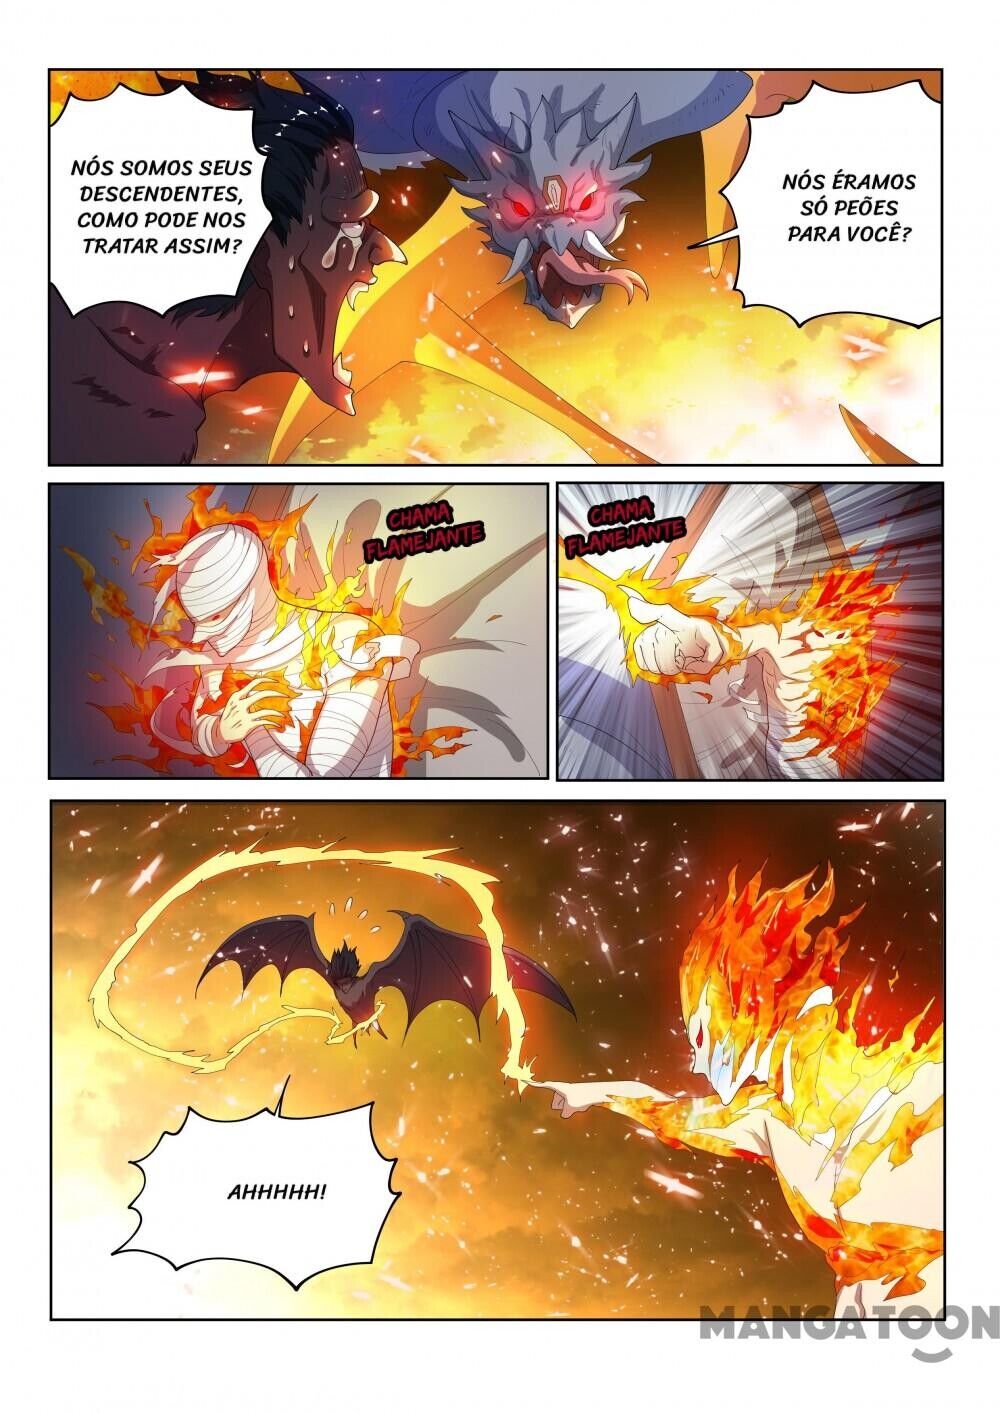 NÓS SOMOS SEUS
DESCENDENTES,
COMO PODE NOS
TRATAR ASSIM?
NÓS ÉRAMOS
SÓ PEÕES
PARA VOCÊ?
CHAMA
FLAMEJANTE
CHAMA
FLAMEJANTE
AHHHHH!
MANGATOON